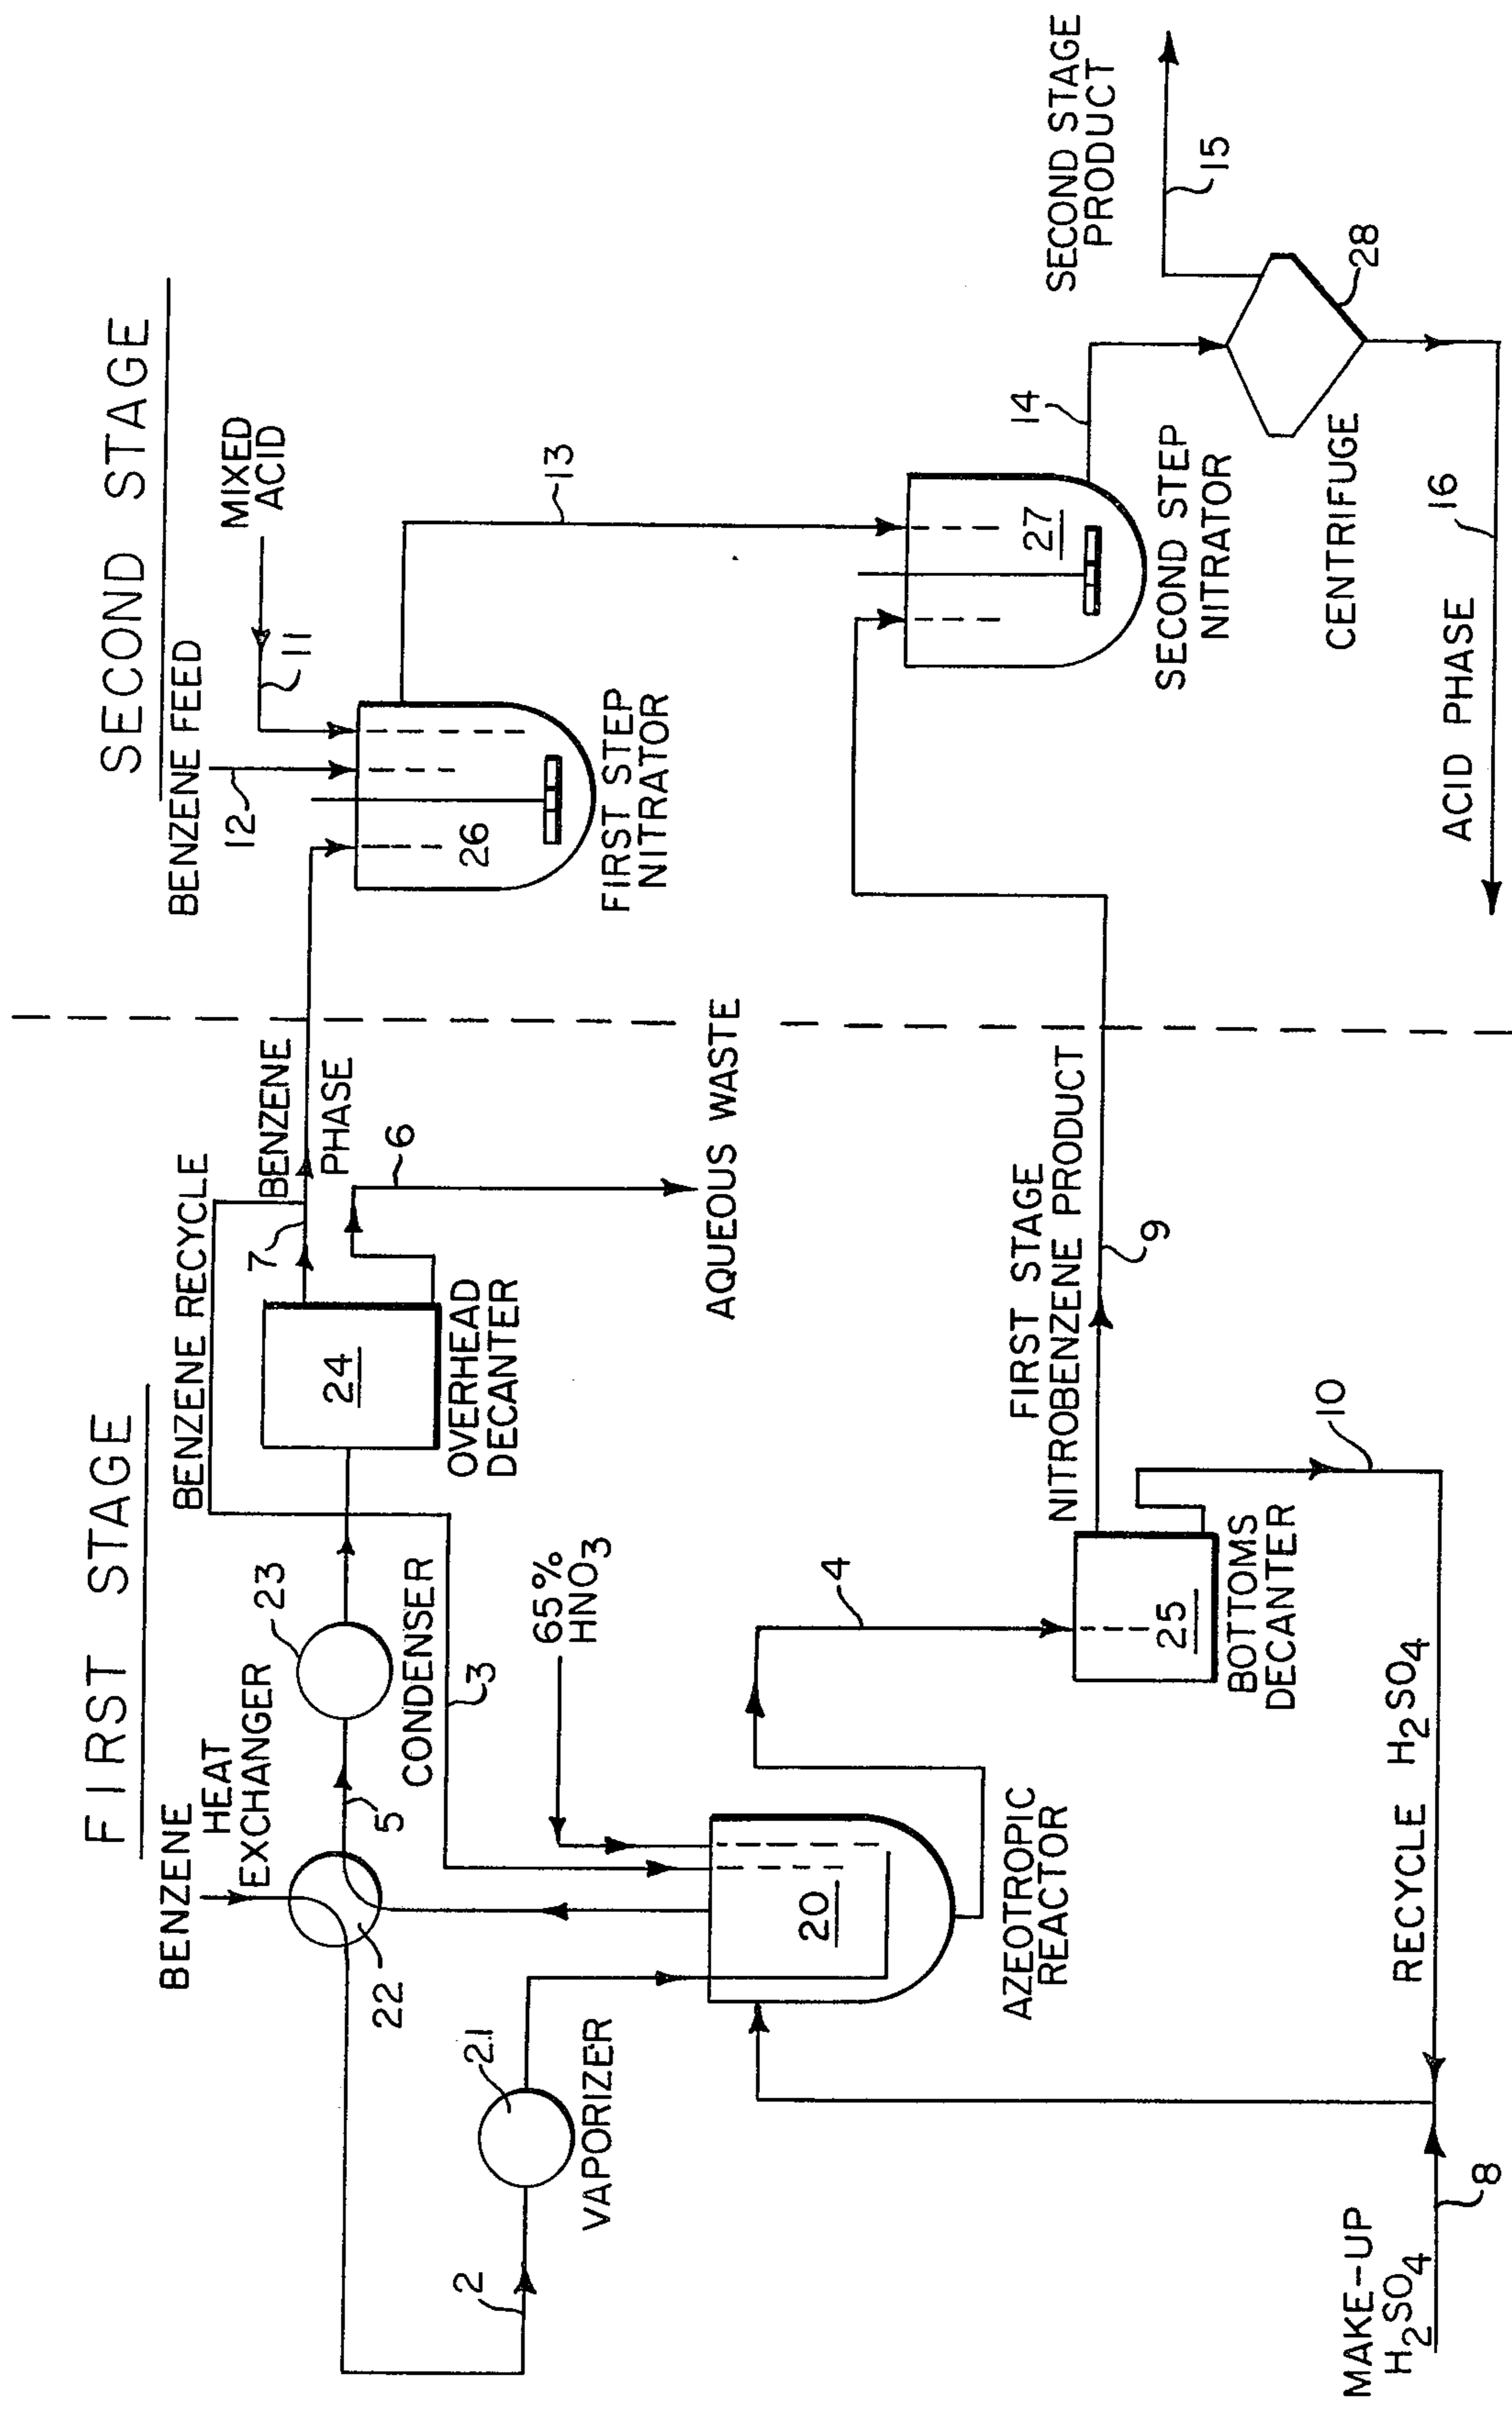 FIRST STAGE
SECOND STAGE
BENZENE
HEAT
EXCHANGER
22
5
23
CONDENSER
3
BENZENE RECYCLE
24
OVERHEAD
DECANTER
7
BENZENE
PHASE
6
AQUEOUS WASTE
2
21
VAPORIZER
65%
HNO3
20
AZEOTROPIC
REACTOR
4
25
BOTTOMS
DECANTER
FIRST STAGE
NITROBENZENE PRODUCT
9
10
RECYCLE H2SO4
MAKE-UP
H2SO4
8
BENZENE FEED
12
MIXED
ACID
11
26
FIRST STEP
NITRATOR
13
27
SECOND STEP
NITRATOR
14
SECOND STAGE
PRODUCT
15
28
CENTRIFUGE
16
ACID PHASE